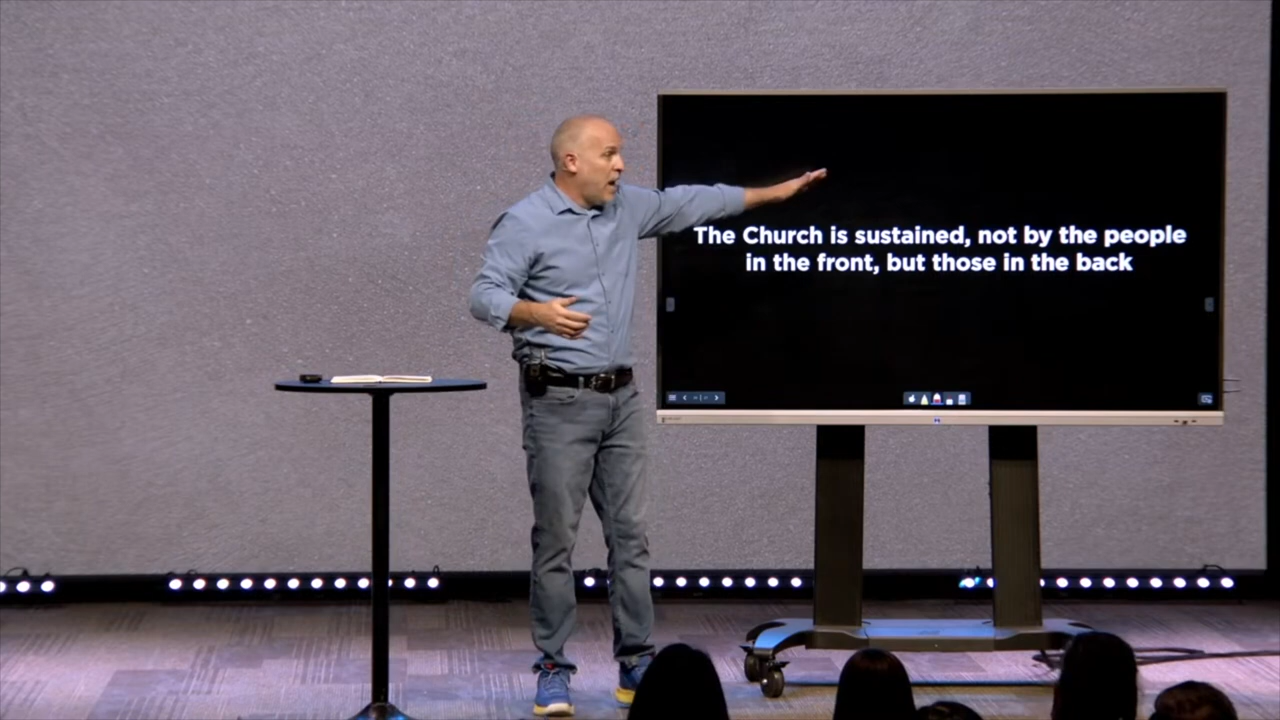 The Church is sustained, not by the people
in the front, but those in the back